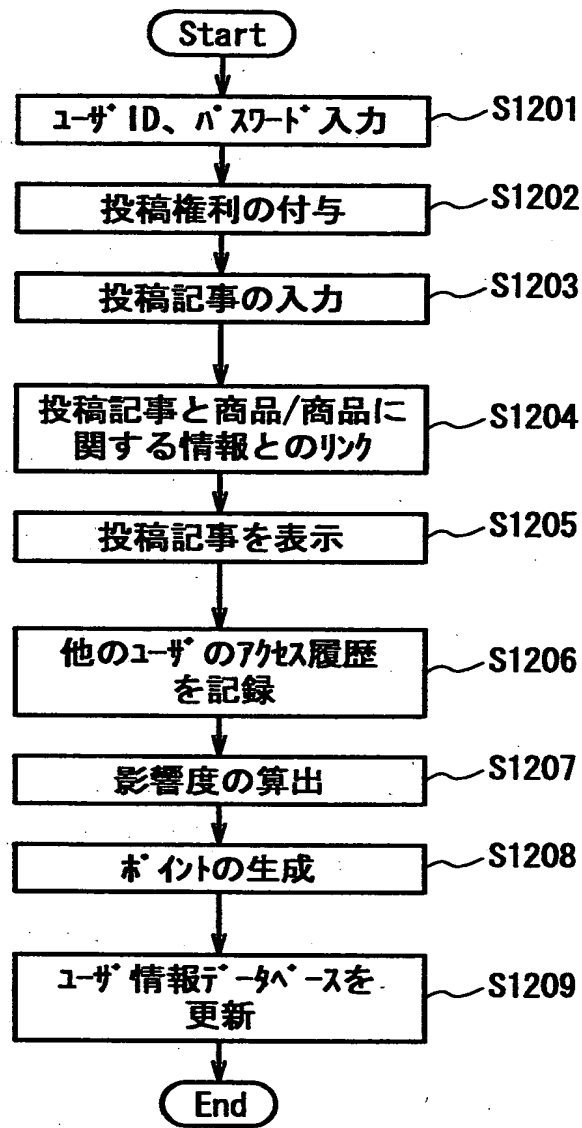 Start
ﾕｰｻﾞID、ﾊﾟｽﾜｰﾄﾞ入力
S1201
投稿権利の付与
S1202
投稿記事の入力
S1203
投稿記事と商品/商品に
関する情報とのﾘﾝｸ
S1204
投稿記事を表示
S1205
他のﾕｰｻﾞのｱｸｾｽ履歴
を記録
S1206
影響度の算出
S1207
ﾎﾟｲﾝﾄの生成
S1208
ﾕｰｻﾞ情報ﾃﾞｰﾀﾍﾞｰｽを
更新
S1209
End